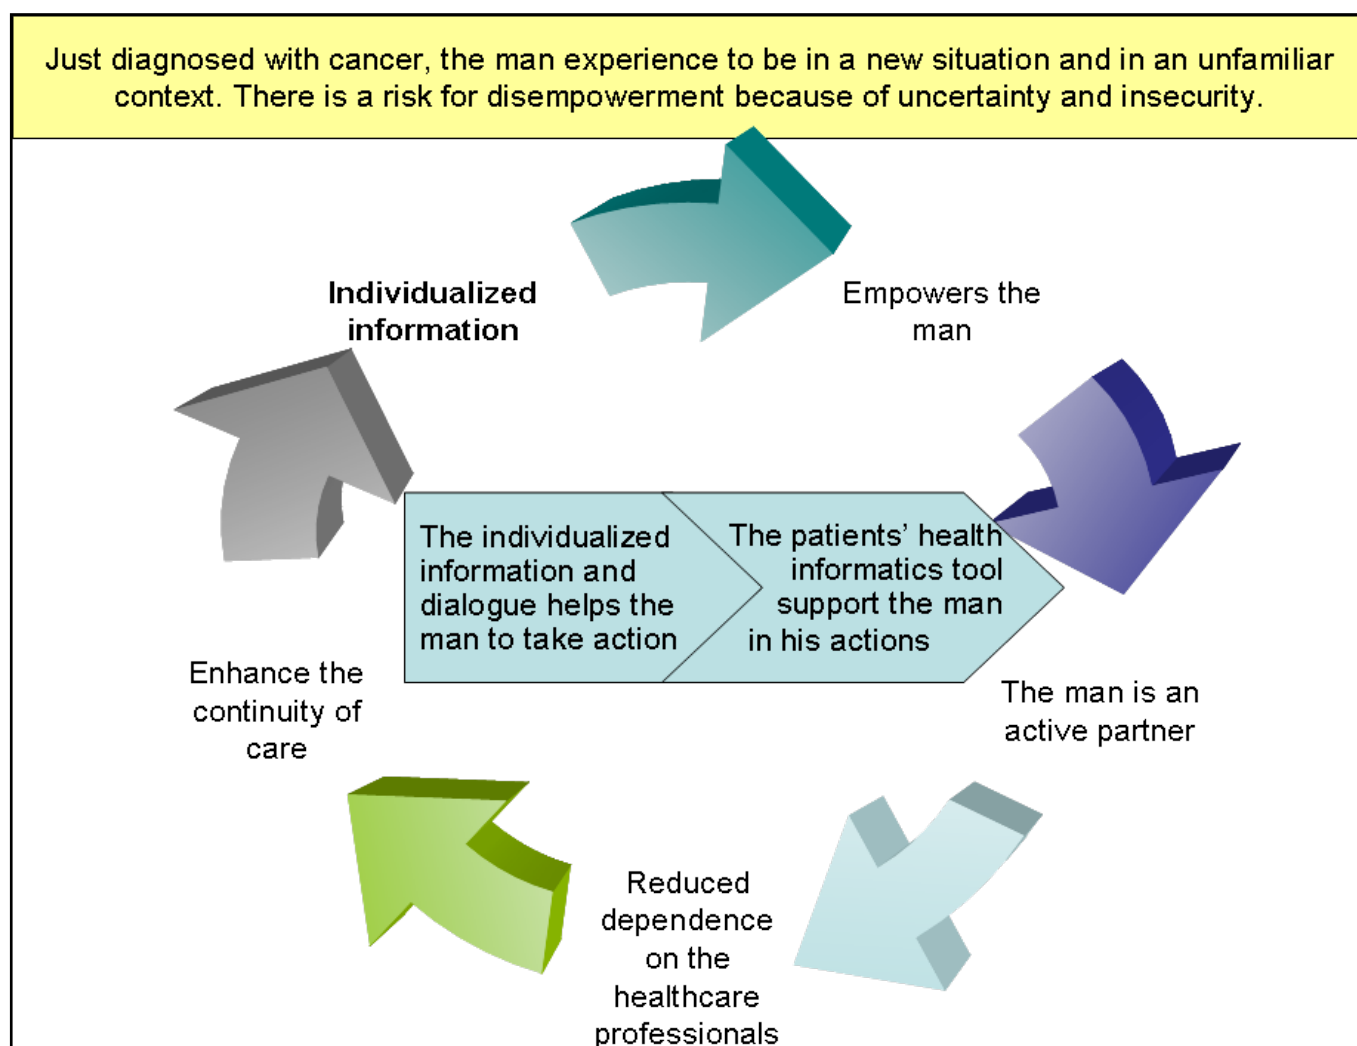 Just diagnosed with cancer, the man experience to be in a new situation and in an unfamiliar
context. There is a risk for disempowerment because of uncertainty and insecurity.
Individualized
information
Empowers the
man
The individualized
information and
dialogue helps the
man to take action
The patients’ health
informatics tool
support the man
in his actions
Enhance the
continuity of
care
The man is an
active partner
Reduced
dependence
on the
healthcare
professionals